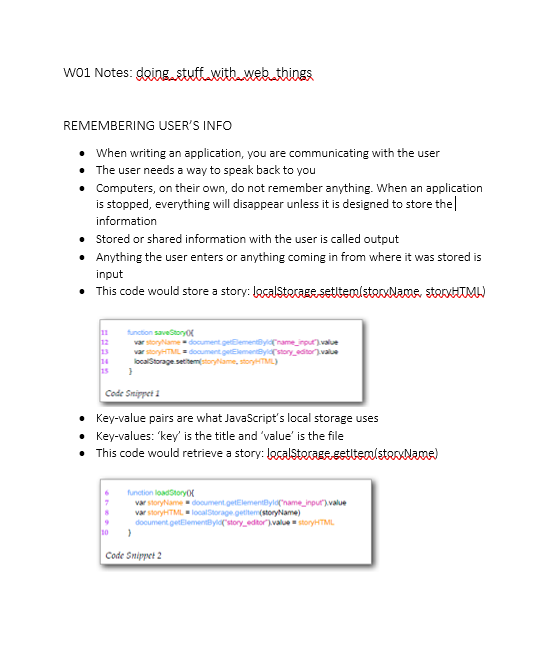 W01 Notes: doing_stuff_with_web_things
REMEMBERING USER'S INFO
• When writing an application, you are communicating with the user
• The user needs a way to speak back to you
• Computers, on their own, do not remember anything. When an application
is stopped, everything will disappear unless it is designed to store the
information
• Stored or shared information with the user is called output
• Anything the user enters or anything coming in from where it was stored is
input
• This code would store a story: localStorage.setItem(storyName, storyHTML)
11 function saveStory(){
12 var storyName = document.getElementById("name_input").value
13 var storyHTML = document.getElementById("story_editor").value
14 localStorage.setItem(storyName, storyHTML)
15 }
Code Snippet 1
• Key-value pairs are what JavaScript's local storage uses
• Key-values: 'key' is the title and 'value' is the file
• This code would retrieve a story: localStorage.getItem(storyName)
6 function loadStory(){
7 var storyName = document.getElementById("name_input").value
8 var storyHTML = localStorage.getItem(storyName)
9 document.getElementById("story_editor").value = storyHTML
10 }
Code Snippet 2